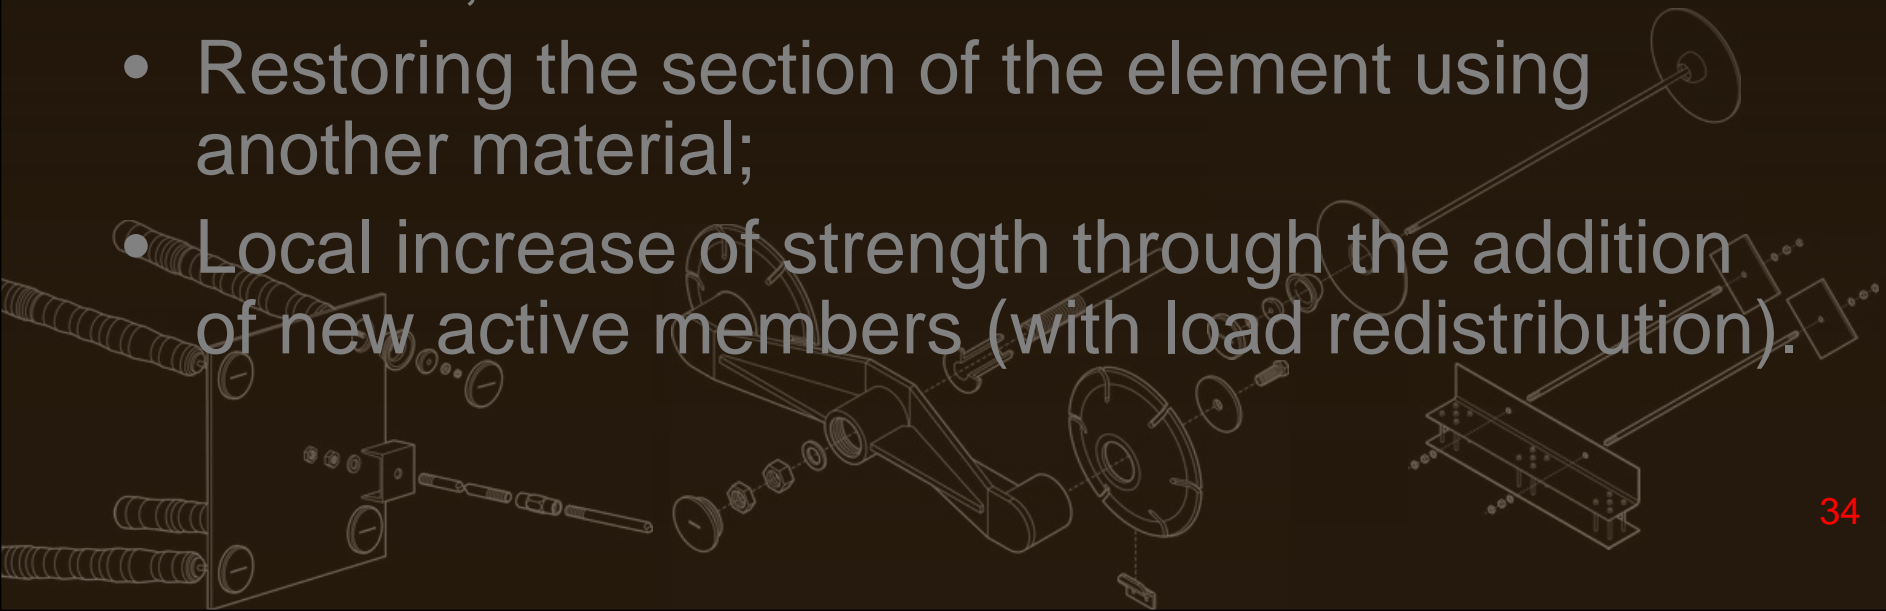 • Restoring the section of the element using
another material;
• Local increase of strength through the addition
of new active members (with load redistribution).
34